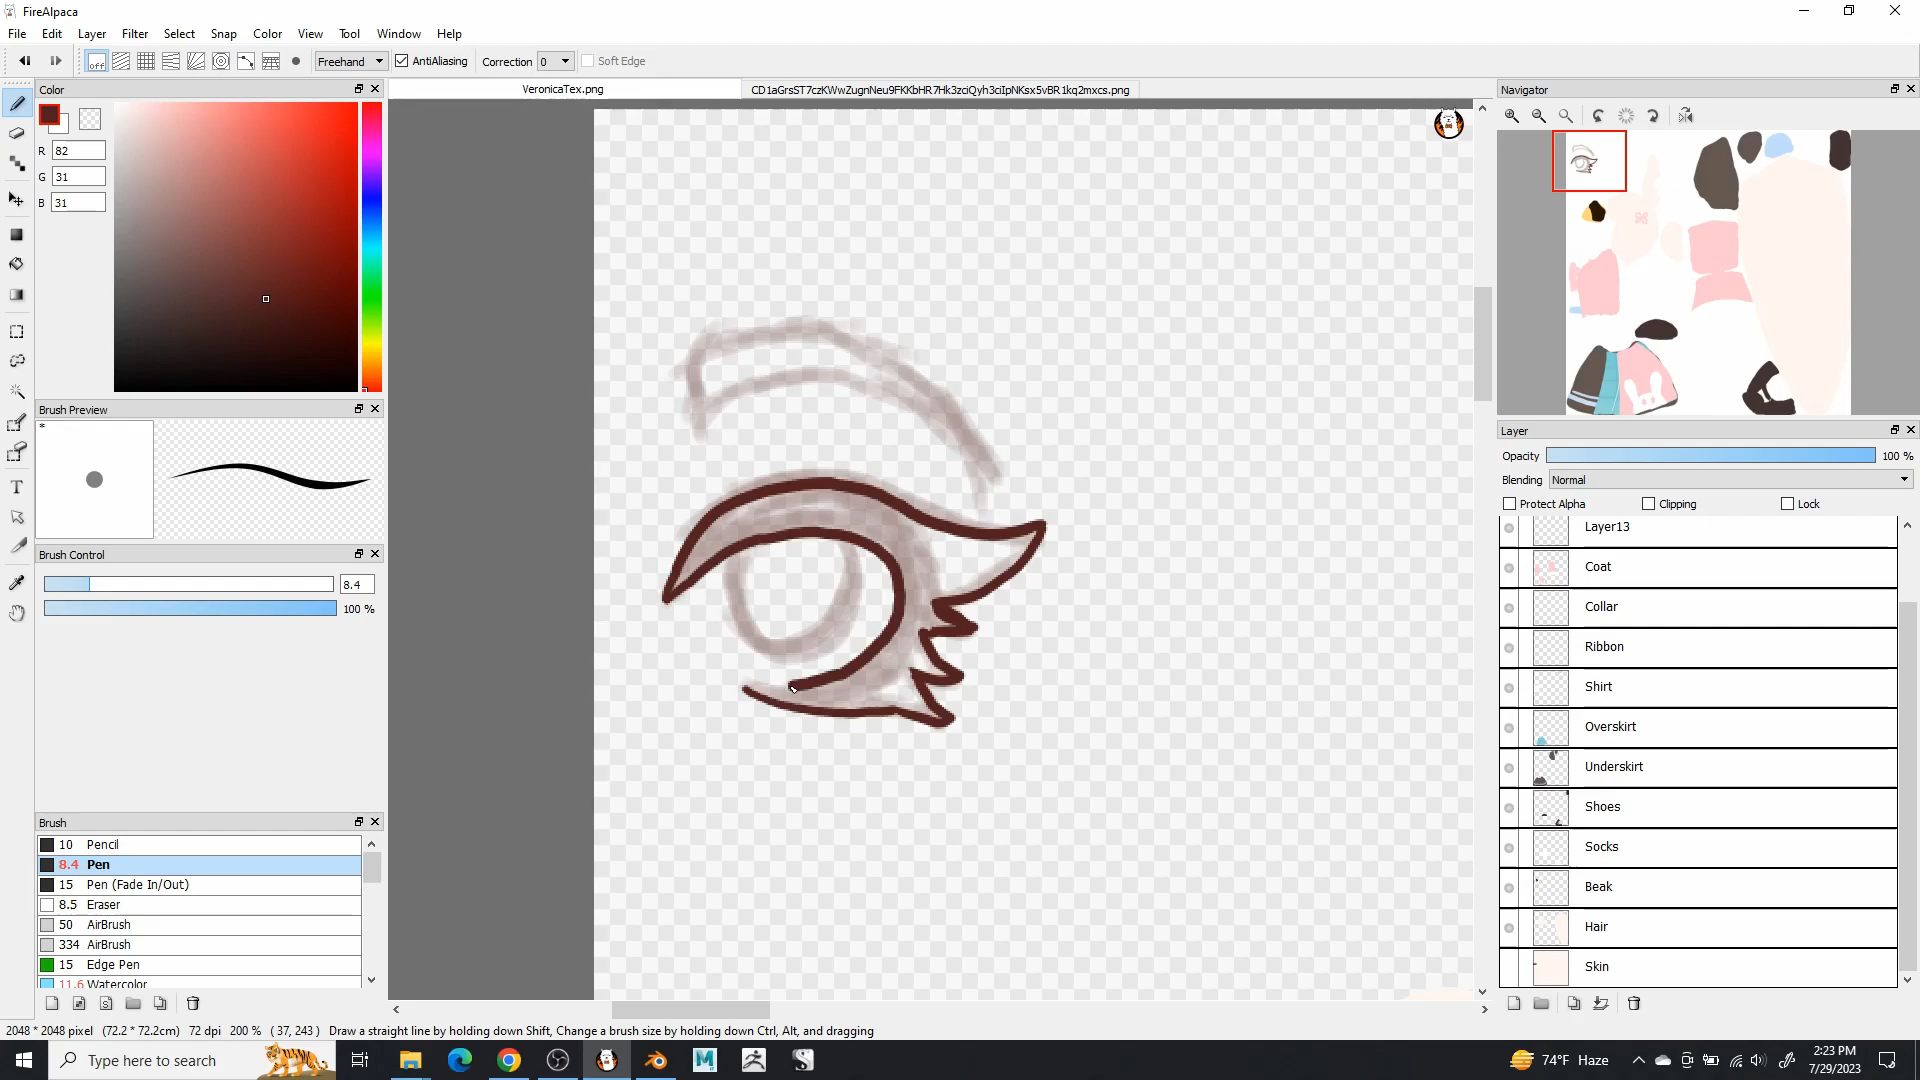 FireAlpaca
File Edit Layer Filter Select Snap Color View Tool Window Help
off Freehand AntiAliasing Correction 0 Soft Edge
Color
VeronicaTex.png
CD1aGrsST7czKWwZugnNeu9FKKbHR7Hk3zciQyh3ciIpNKsx5vBR1kq2mxcs.png
Navigator
R 82
G 31
B 31
Brush Preview
*
Layer
Opacity 100 %
Blending Normal
Protect Alpha Clipping Lock
Layer13
Coat
Collar
Ribbon
Shirt
Overskirt
Underskirt
Shoes
Socks
Beak
Hair
Skin
Brush Control
8.4
100 %
Brush
10 Pencil
8.4 Pen
15 Pen (Fade In/Out)
8.5 Eraser
50 AirBrush
334 AirBrush
15 Edge Pen
11.6 Watercolor
2048 * 2048 pixel (72.2 * 72.2cm) 72 dpi 200 % ( 37, 243 ) Draw a straight line by holding down Shift, Change a brush size by holding down Ctrl, Alt, and dragging
Type here to search
74°F Haze
2:23 PM
7/29/2023